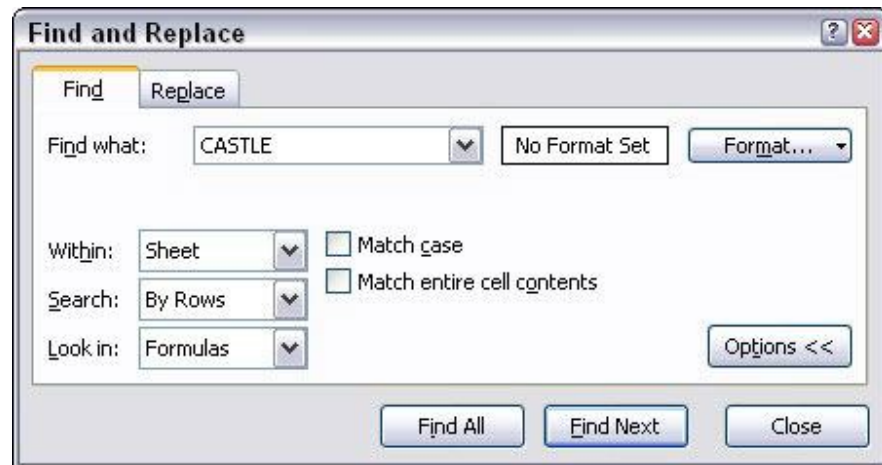 Find and Replace
Find Replace
Find what: CASTLE No Format Set Format...
Within: Sheet Match case
Match entire cell contents
Search: By Rows
Look in: Formulas Options <<
Find All Find Next Close